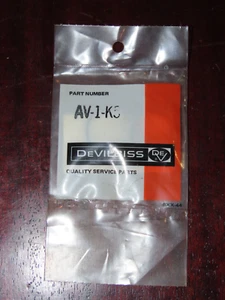 PART NUMBER
AV-1-K5
DEVILBISS
QUALITY SERVICE PARTS